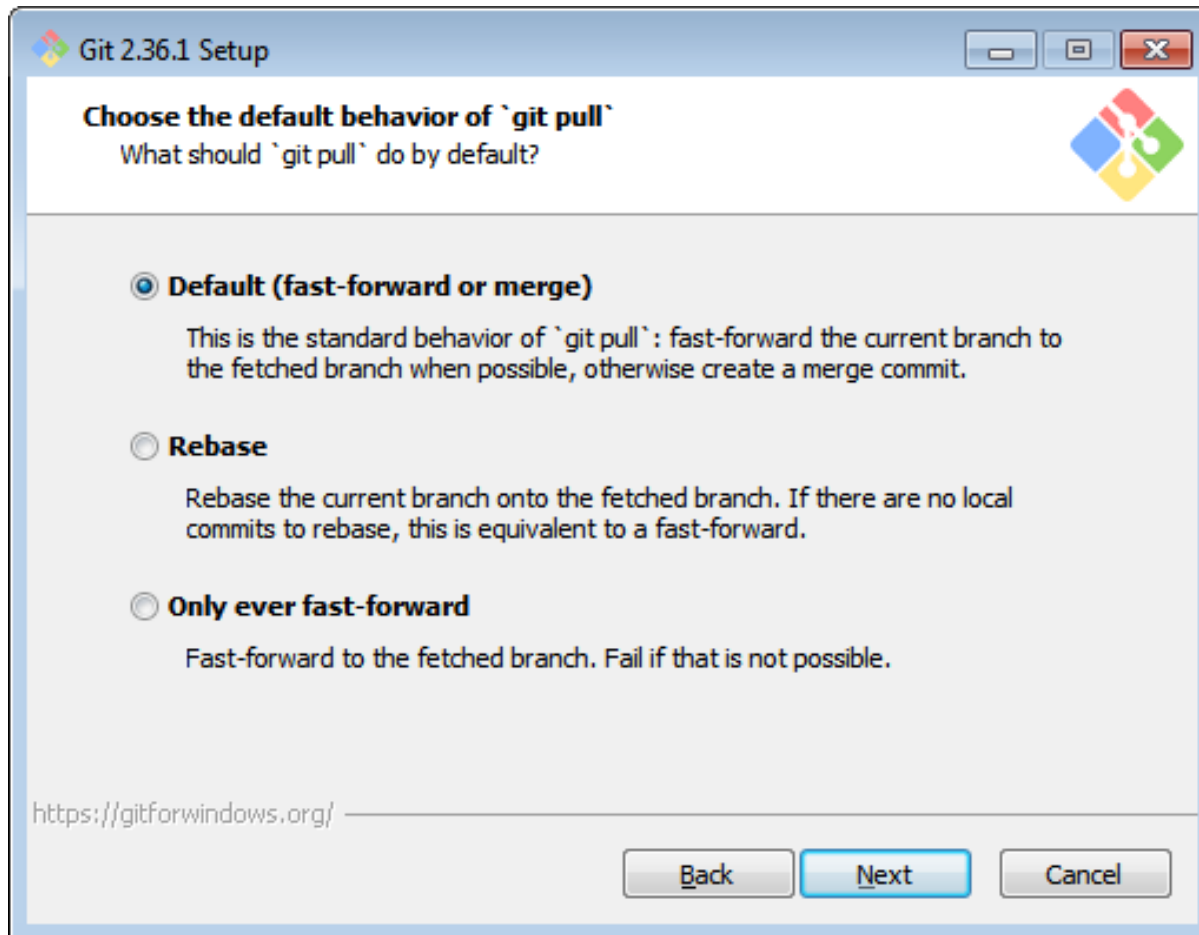 Git 2.36.1 Setup
Choose the default behavior of `git pull`
What should `git pull` do by default?
Default (fast-forward or merge)
This is the standard behavior of `git pull`: fast-forward the current branch to
the fetched branch when possible, otherwise create a merge commit.
Rebase
Rebase the current branch onto the fetched branch. If there are no local
commits to rebase, this is equivalent to a fast-forward.
Only ever fast-forward
Fast-forward to the fetched branch. Fail if that is not possible.
https://gitforwindows.org/
Back Next Cancel